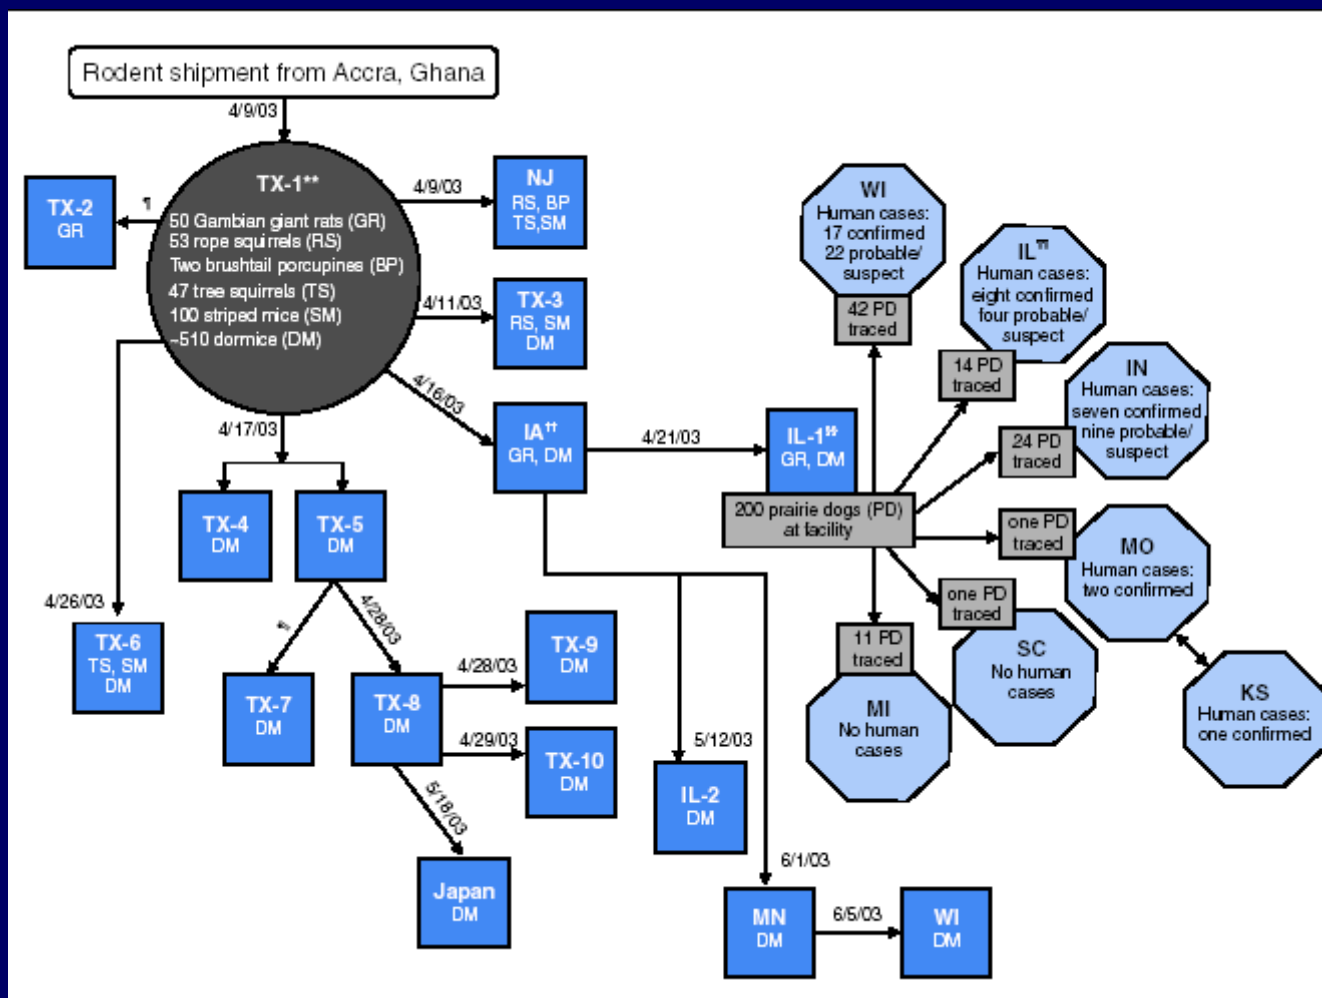 Rodent shipment from Accra, Ghana
4/9/03
TX-1**
50 Gambian giant rats (GR)
53 rope squirrels (RS)
Two brushtail porcupines (BP)
47 tree squirrels (TS)
100 striped mice (SM)
~510 dormice (DM)
¶
TX-2
GR
4/9/03
NJ
RS, BP
TS,SM
4/11/03
TX-3
RS, SM
DM
4/16/03
IA††
GR, DM
4/21/03
IL-1§§
GR, DM
200 prairie dogs (PD)
at facility
4/17/03
TX-4
DM
TX-5
DM
4/26/03
TX-6
TS, SM
DM
¶
TX-7
DM
4/28/03
TX-8
DM
4/28/03
TX-9
DM
4/29/03
TX-10
DM
5/18/03
Japan
DM
5/12/03
IL-2
DM
6/1/03
MN
DM
6/5/03
WI
DM
WI
Human cases:
17 confirmed
22 probable/
suspect
42 PD
traced
IL¶¶
Human cases:
eight confirmed
four probable/
suspect
14 PD
traced
IN
Human cases:
seven confirmed
nine probable/
suspect
24 PD
traced
one PD
traced
MO
Human cases:
two confirmed
one PD
traced
SC
No human
cases
11 PD
traced
MI
No human
cases
KS
Human cases:
one confirmed